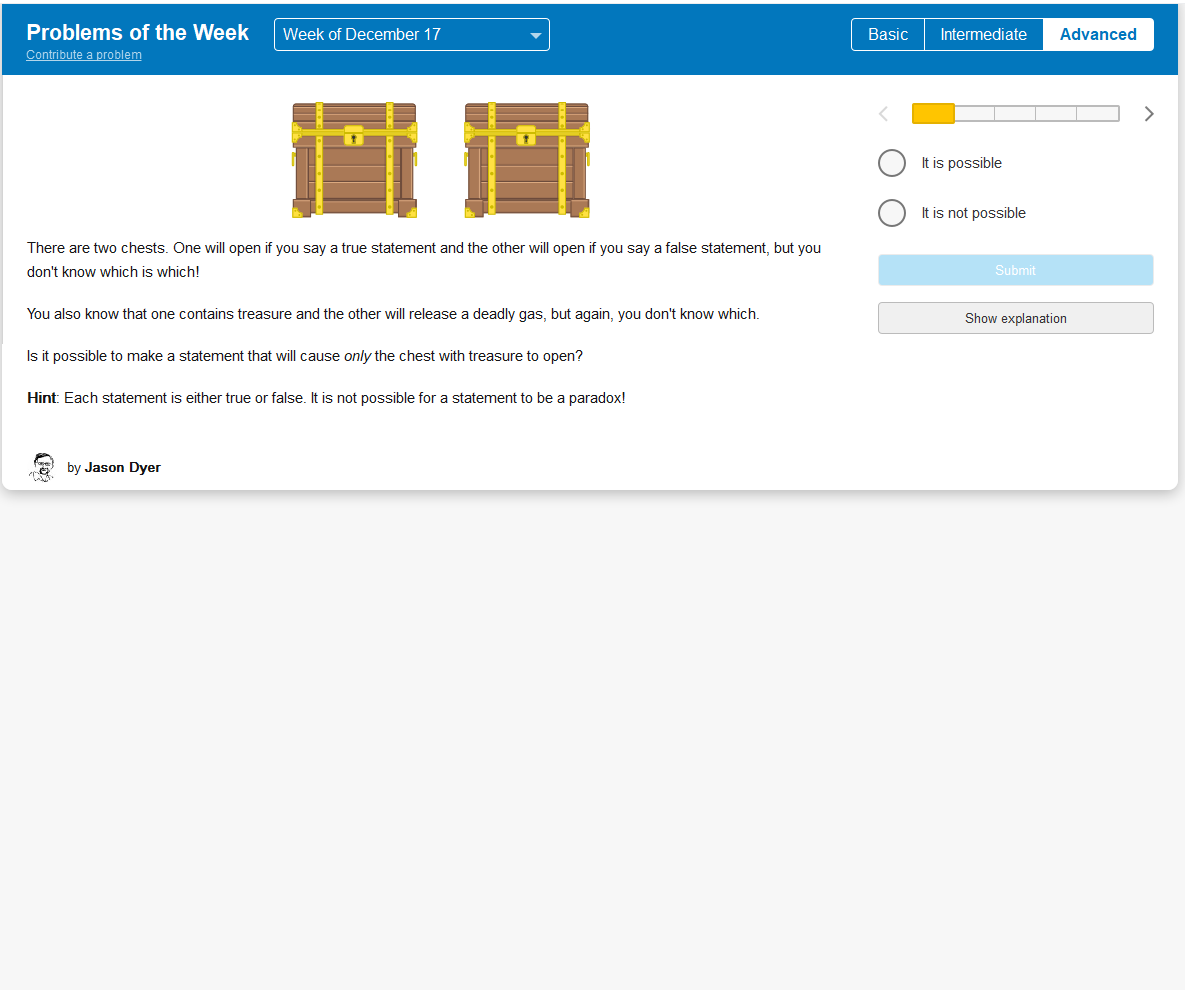 Problems of the Week
Contribute a problem
Week of December 17
Basic
Intermediate
Advanced
There are two chests. One will open if you say a true statement and the other will open if you say a false statement, but you
don't know which is which!
You also know that one contains treasure and the other will release a deadly gas, but again, you don't know which.
Is it possible to make a statement that will cause only the chest with treasure to open?
Hint: Each statement is either true or false. It is not possible for a statement to be a paradox!
by Jason Dyer
It is possible
It is not possible
Submit
Show explanation